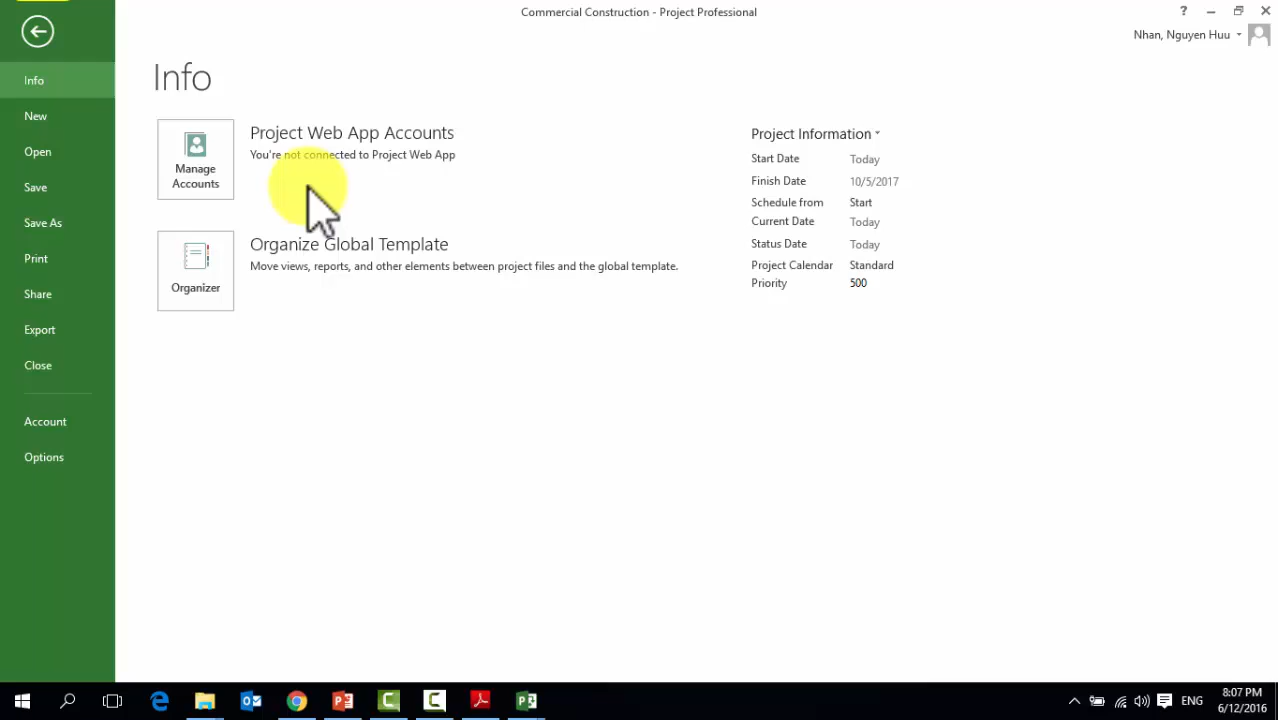 Commercial Construction - Project Professional
?
Nhan, Nguyen Huu
Info
New
Open
Save
Save As
Print
Share
Export
Close
Account
Options
Info
Manage
Accounts
Project Web App Accounts
You're not connected to Project Web App
Organizer
Organize Global Template
Move views, reports, and other elements between project files and the global template.
Project Information
Start Date Today
Finish Date 10/5/2017
Schedule from Start
Current Date Today
Status Date Today
Project Calendar Standard
Priority 500
ENG
8:07 PM
6/12/2016